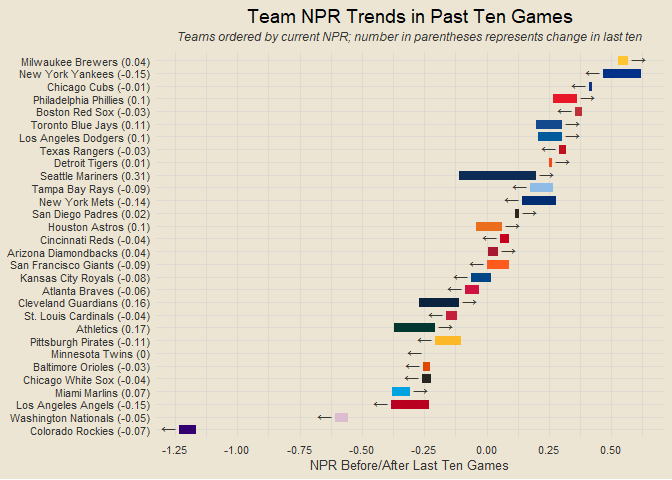 Team NPR Trends in Past Ten Games
Teams ordered by current NPR; number in parentheses represents change in last ten
Milwaukee Brewers (0.04)
New York Yankees (-0.15)
Chicago Cubs (-0.01)
Philadelphia Phillies (0.1)
Boston Red Sox (-0.03)
Toronto Blue Jays (0.11)
Los Angeles Dodgers (0.1)
Texas Rangers (-0.03)
Detroit Tigers (0.01)
Seattle Mariners (0.31)
Tampa Bay Rays (-0.09)
New York Mets (-0.14)
San Diego Padres (0.02)
Houston Astros (0.1)
Cincinnati Reds (-0.04)
Arizona Diamondbacks (0.04)
San Francisco Giants (-0.09)
Kansas City Royals (-0.08)
Atlanta Braves (-0.06)
Cleveland Guardians (0.16)
St. Louis Cardinals (-0.04)
Athletics (0.17)
Pittsburgh Pirates (-0.11)
Minnesota Twins (0)
Baltimore Orioles (-0.03)
Chicago White Sox (-0.04)
Miami Marlins (0.07)
Los Angeles Angels (-0.15)
Washington Nationals (-0.05)
Colorado Rockies (-0.07)
-1.25 -1.00 -0.75 -0.50 -0.25 0.00 0.25 0.50
NPR Before/After Last Ten Games